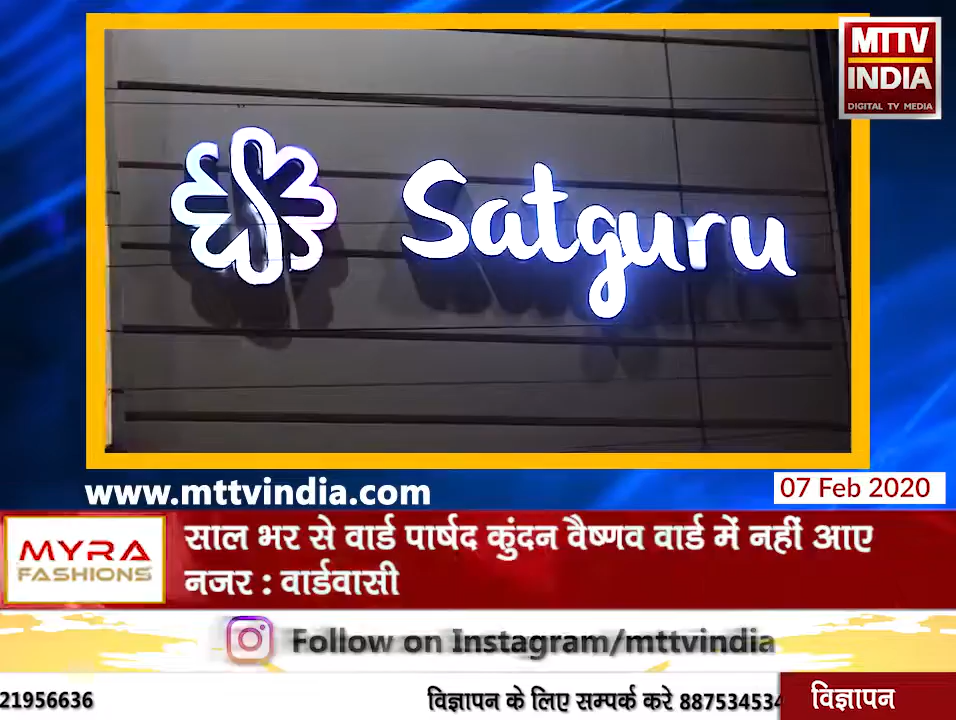 MTTV
INDIA
DIGITAL TV MEDIA
Satguru
www.mttvindia.com
07 Feb 2020
MYRA
FASHIONS
साल भर से वार्ड पार्षद कुंदन वैष्णव वार्ड में नहीं आए
नजर : वार्डवासी
Follow on Instagram/mttvindia
21956636
विज्ञापन के लिए सम्पर्क करे 887534534
विज्ञापन